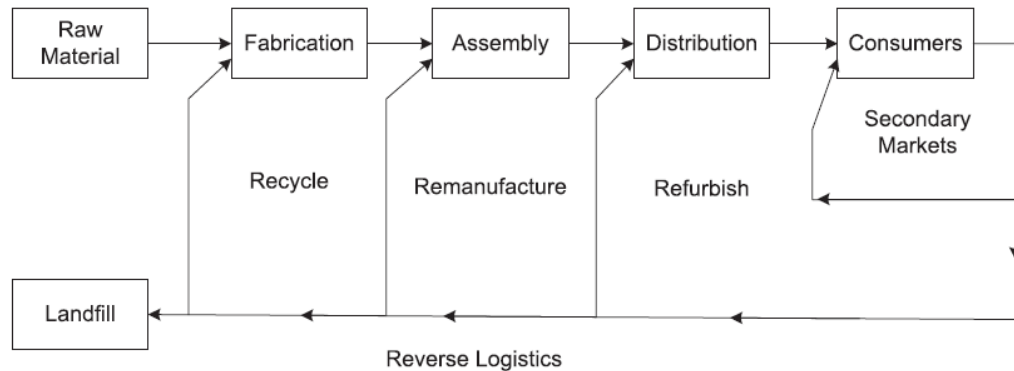 Raw
Material
Fabrication
Assembly
Distribution
Consumers
Secondary
Markets
Recycle
Remanufacture
Refurbish
Landfill
Reverse Logistics